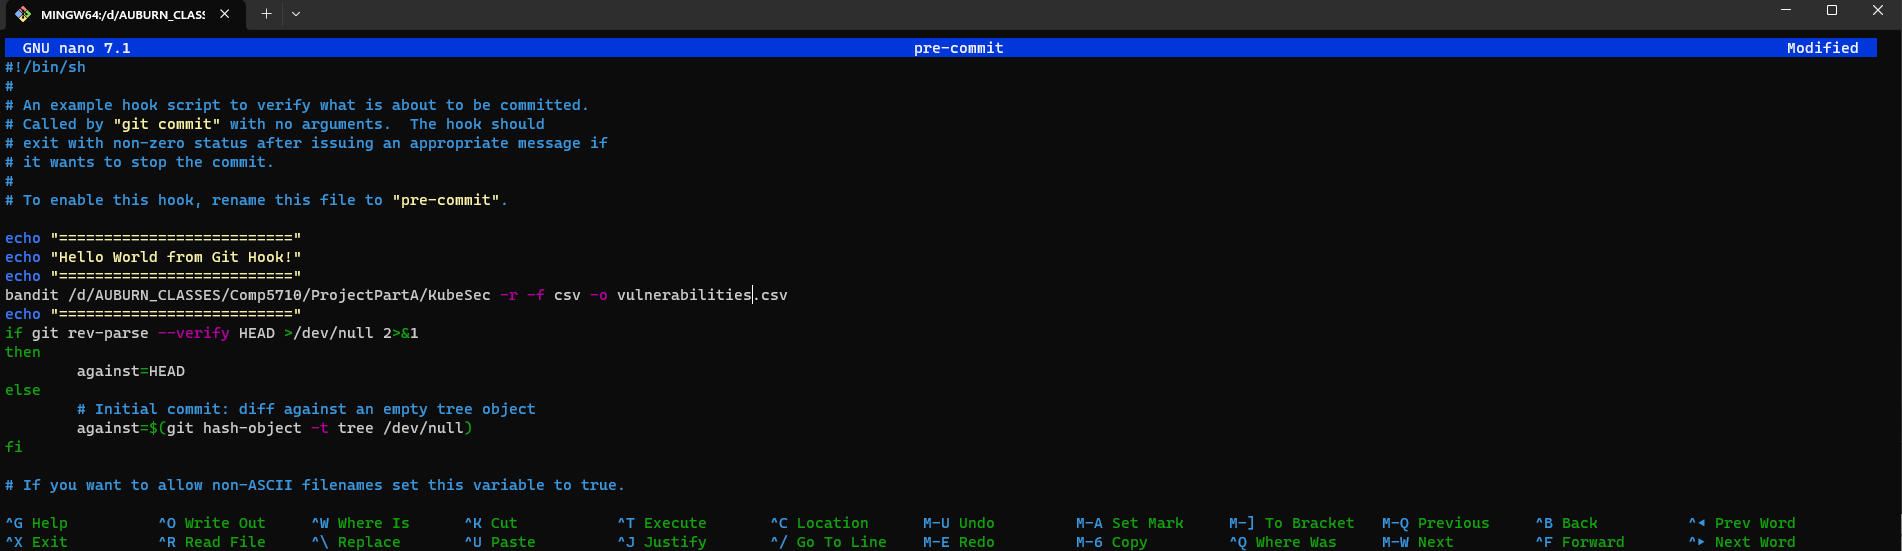 MINGW64:/d/AUBURN_CLASS
GNU nano 7.1 pre-commit Modified
#!/bin/sh
#
# An example hook script to verify what is about to be committed.
# Called by "git commit" with no arguments.  The hook should
# exit with non-zero status after issuing an appropriate message if
# it wants to stop the commit.
#
# To enable this hook, rename this file to "pre-commit".
echo "=========================="
echo "Hello World from Git Hook!"
echo "=========================="
bandit /d/AUBURN_CLASSES/Comp5710/ProjectPartA/KubeSec -r -f csv -o vulnerabilities.csv
echo "=========================="
if git rev-parse --verify HEAD >/dev/null 2>&1
then
        against=HEAD
else
        # Initial commit: diff against an empty tree object
        against=$(git hash-object -t tree /dev/null)
fi
# If you want to allow non-ASCII filenames set this variable to true.
^G Help ^O Write Out ^W Where Is ^K Cut ^T Execute ^C Location M-U Undo M-A Set Mark M-] To Bracket M-Q Previous ^B Back ^◂ Prev Word
^X Exit ^R Read File ^\ Replace ^U Paste ^J Justify ^/ Go To Line M-E Redo M-6 Copy ^Q Where Was M-W Next ^F Forward ^▸ Next Word